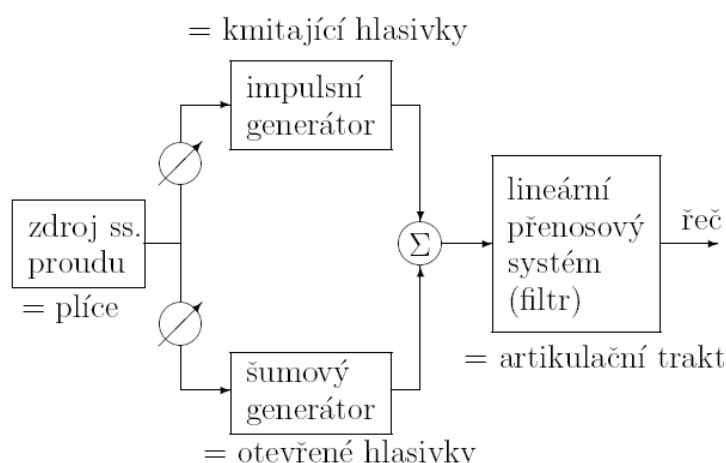 = kmitající hlasivky
impulsní
generátor
zdroj ss.
proudu
= plíce
Σ
lineární
přenosový
systém
(filtr)
řeč
= artikulační trakt
šumový
generátor
= otevřené hlasivky